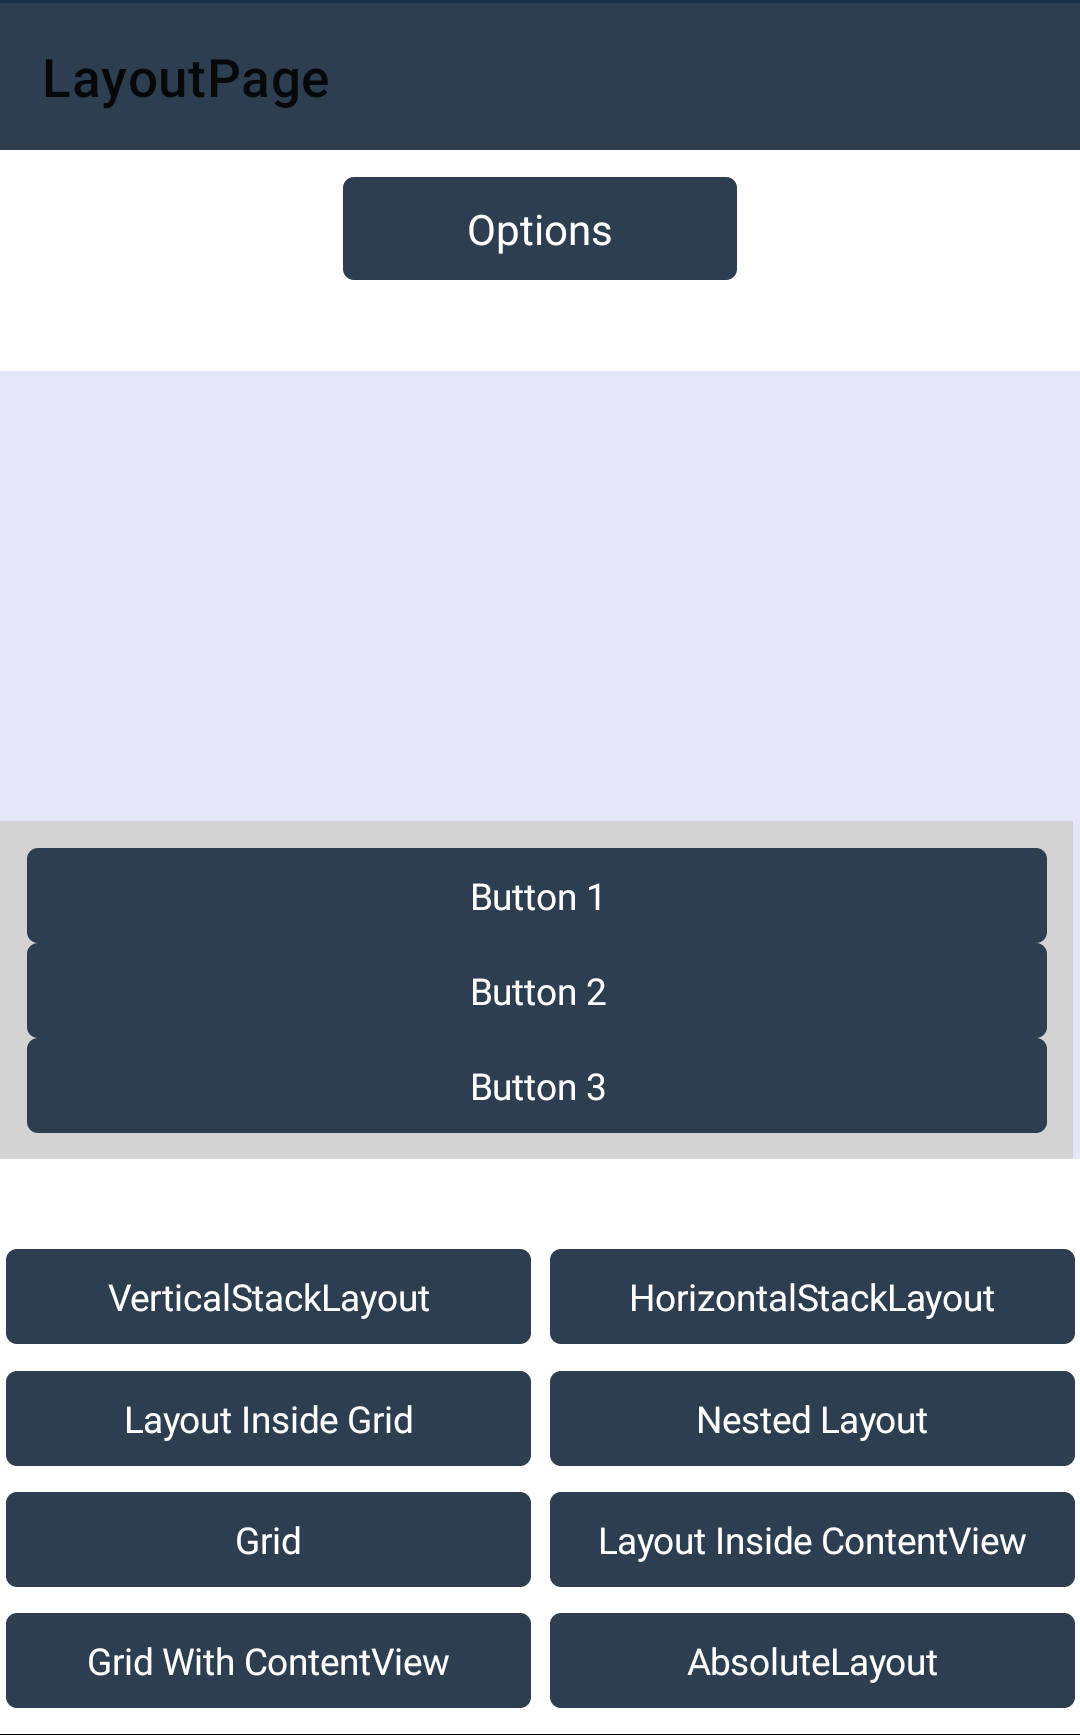 LayoutPage
Options
Button 1
Button 2
Button 3
VerticalStackLayout
HorizontalStackLayout
Layout Inside Grid
Nested Layout
Grid
Layout Inside ContentView
Grid With ContentView
AbsoluteLayout